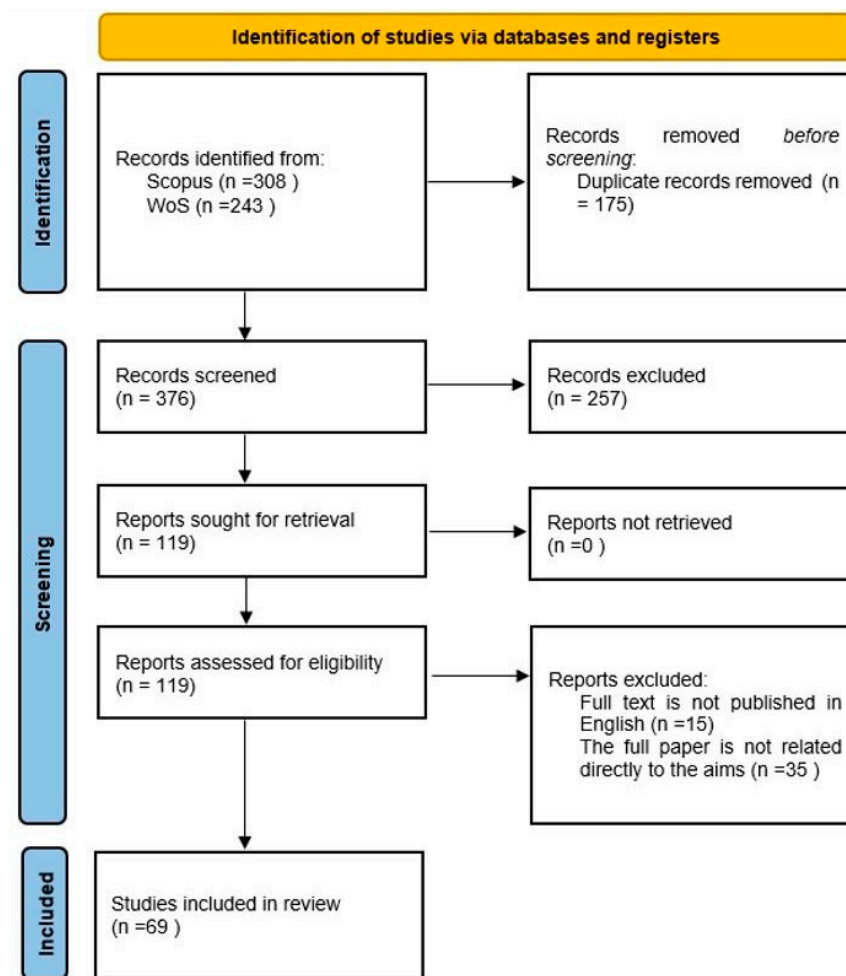 Identification of studies via databases and registers
Identification
Records identified from:
Scopus (n =308 )
WoS (n =243 )
Records removed before
screening:
Duplicate records removed (n
= 175)
Screening
Records screened
(n = 376)
Records excluded
(n = 257)
Reports sought for retrieval
(n = 119)
Reports not retrieved
(n =0 )
Reports assessed for eligibility
(n = 119)
Reports excluded:
Full text is not published in
English (n =15)
The full paper is not related
directly to the aims (n =35 )
Included
Studies included in review
(n =69 )